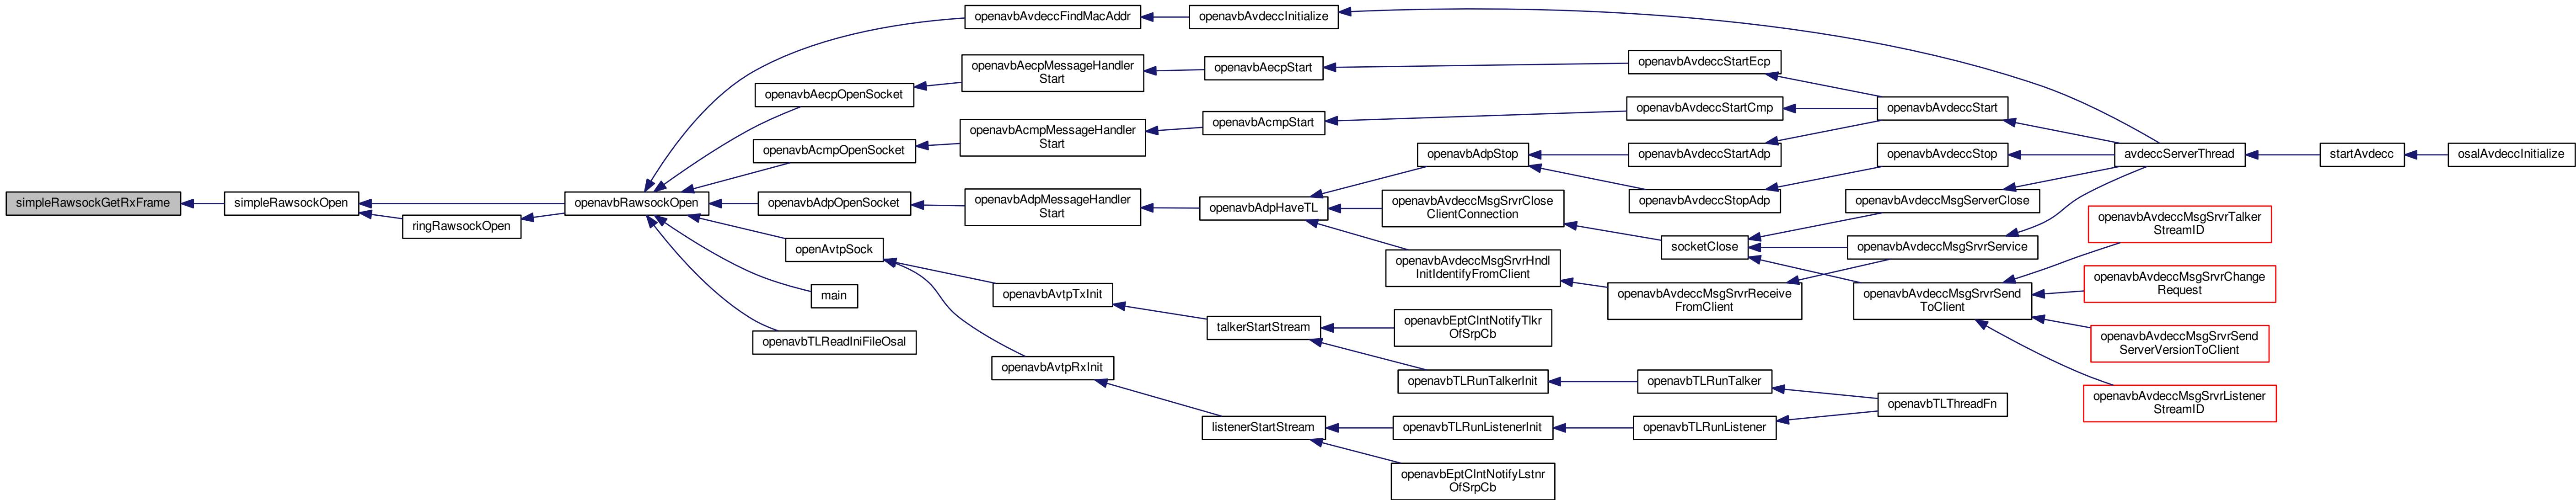 simpleRawsockGetRxFrame
simpleRawsockOpen
ringRawsockOpen
openavbRawsockOpen
openavbAvdeccFindMacAddr
openavbAvdeccInitialize
openavbAecpOpenSocket
openavbAecpMessageHandler
Start
openavbAecpStart
openavbAvdeccStartEcp
openavbAcmpOpenSocket
openavbAcmpMessageHandler
Start
openavbAcmpStart
openavbAvdeccStartCmp
openavbAvdeccStart
openavbAdpOpenSocket
openavbAdpMessageHandler
Start
openavbAdpHaveTL
openavbAdpStop
openavbAvdeccStartAdp
openavbAvdeccStopAdp
openavbAvdeccStop
avdeccServerThread
startAvdecc
osalAvdeccInitialize
openavbAvdeccMsgSrvrClose
ClientConnection
socketClose
openavbAvdeccMsgServerClose
openavbAvdeccMsgSrvrService
openavbAvdeccMsgSrvrHndl
InitIdentifyFromClient
openavbAvdeccMsgSrvrReceive
FromClient
openavbAvdeccMsgSrvrSend
ToClient
openavbAvdeccMsgSrvrTalker
StreamID
openavbAvdeccMsgSrvrChange
Request
openavbAvdeccMsgSrvrSend
ServerVersionToClient
openavbAvdeccMsgSrvrListener
StreamID
openAvtpSock
main
openavbTLReadIniFileOsal
openavbAvtpTxInit
openavbAvtpRxInit
talkerStartStream
openavbEptClntNotifyTlkr
OfSrpCb
openavbTLRunTalkerInit
openavbTLRunTalker
openavbTLThreadFn
listenerStartStream
openavbTLRunListenerInit
openavbTLRunListener
openavbEptClntNotifyLstnr
OfSrpCb